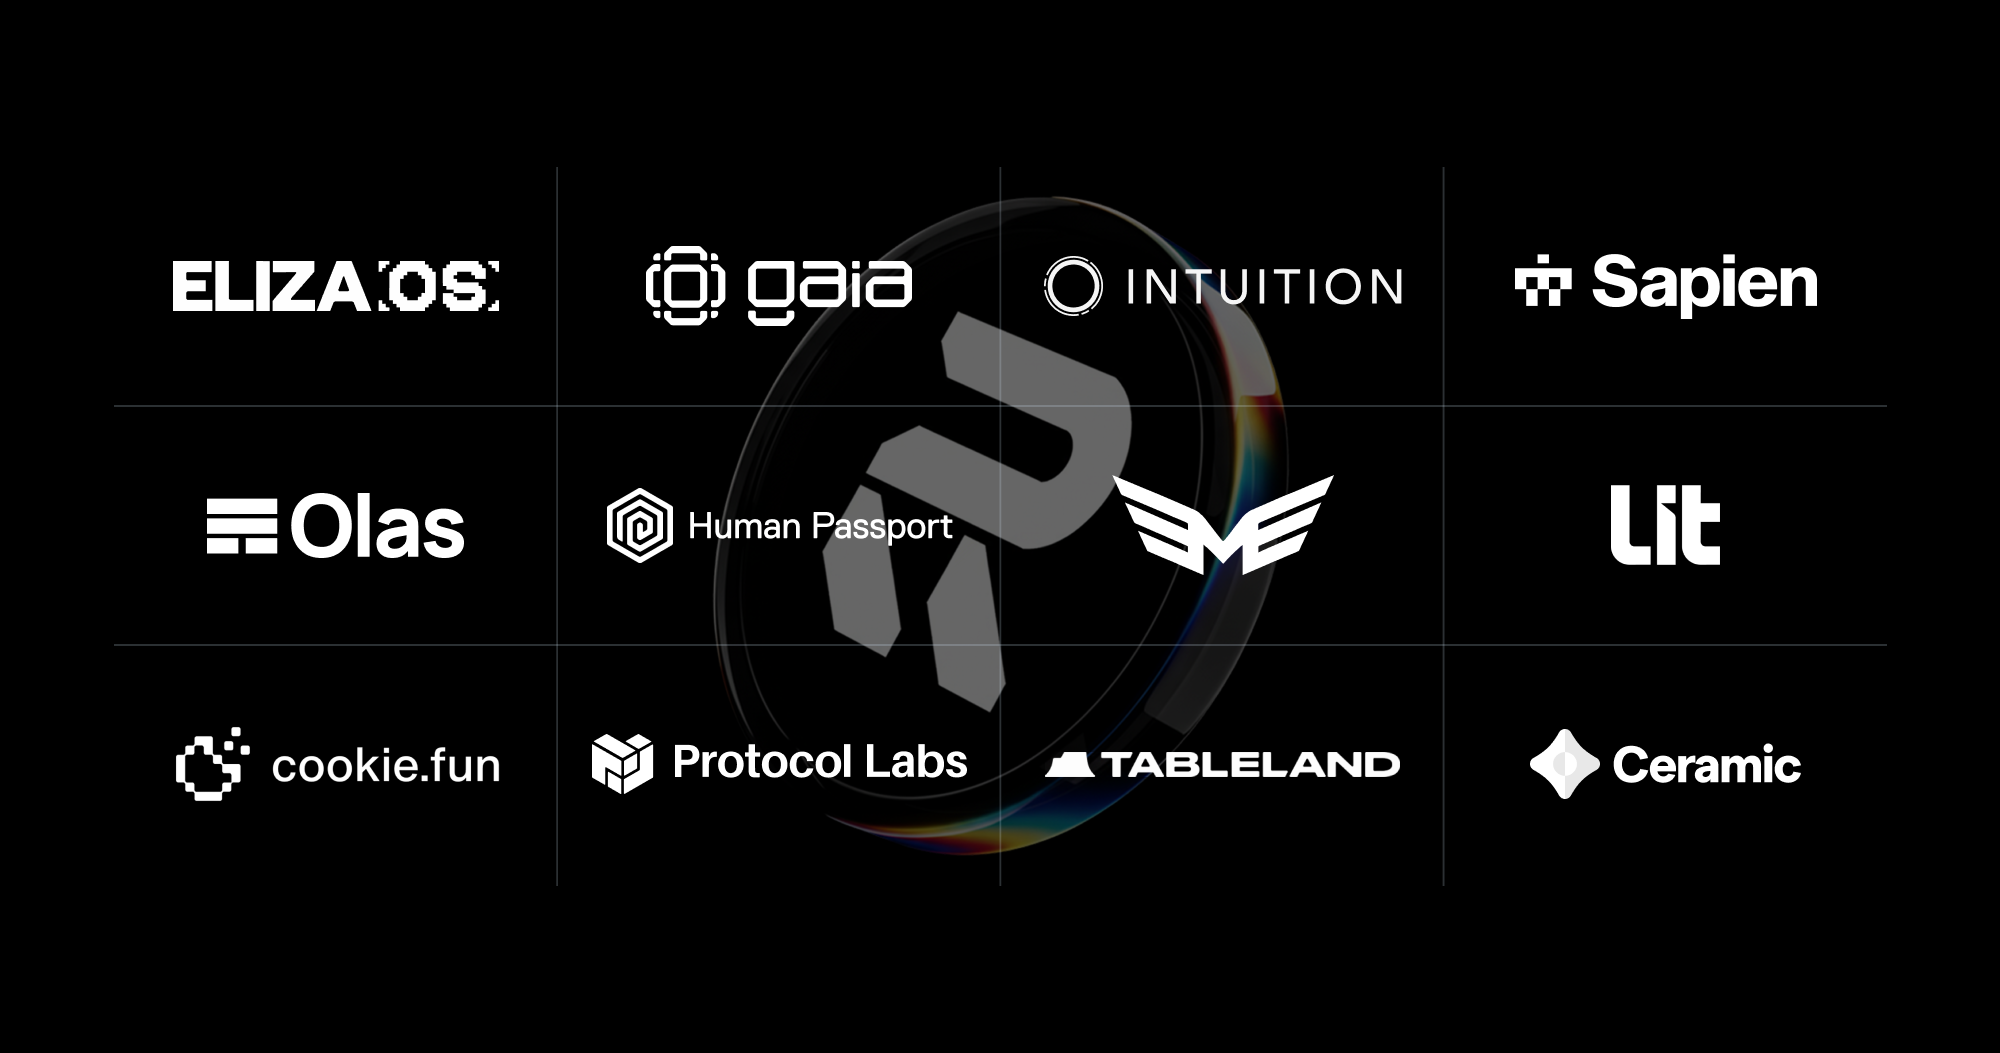 ELIZA OS
gaia
INTUITION
Sapien
Olas
Human Passport
Lit
cookie.fun
Protocol Labs
TABLELAND
Ceramic